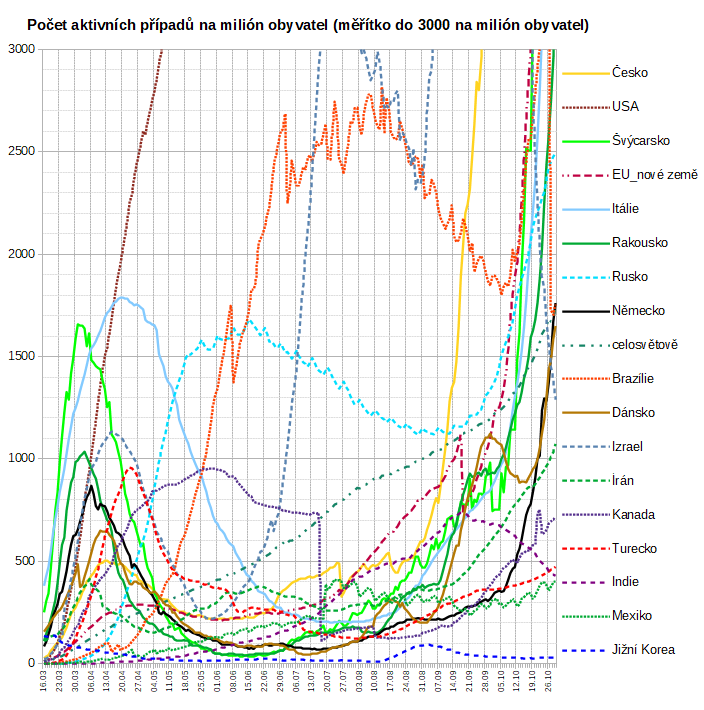 Počet aktivních případů na milión obyvatel (měřítko do 3000 na milión obyvatel)
3000
2500
2000
1500
1000
500
0
Česko
USA
Švýcarsko
EU_nové země
Itálie
Rakousko
Rusko
Německo
celosvětově
Brazílie
Dánsko
Izrael
Írán
Kanada
Turecko
Indie
Mexiko
Jižní Korea
16.03
23.03
30.03
06.04
13.04
20.04
27.04
04.05
11.05
18.05
25.05
01.06
08.06
15.06
22.06
29.06
06.07
13.07
20.07
27.07
03.08
10.08
17.08
24.08
31.08
07.09
14.09
21.09
28.09
05.10
12.10
19.10
26.10